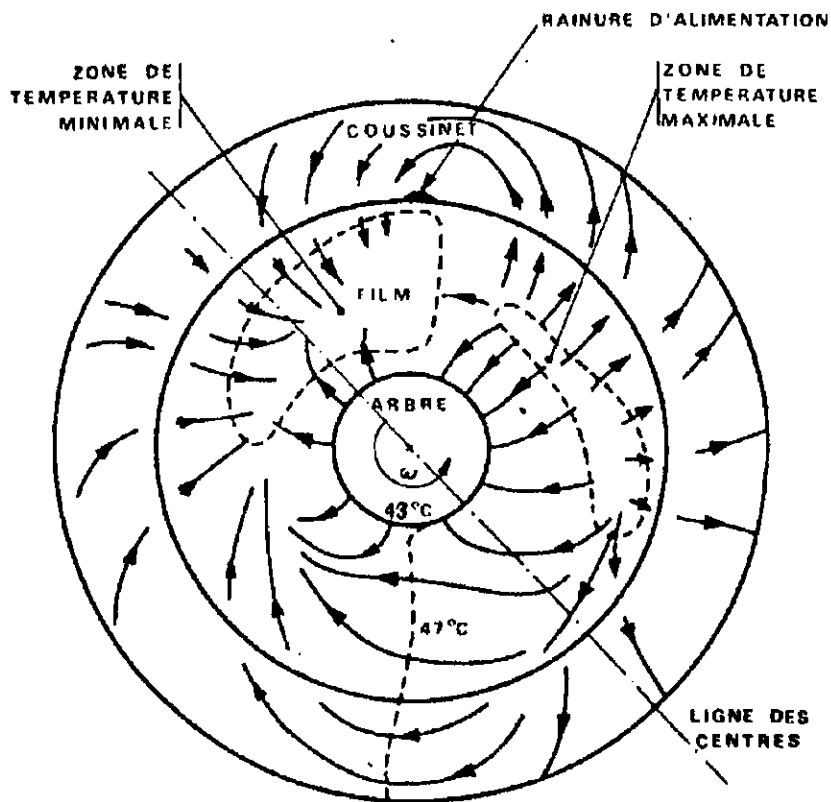 RAINURE D'ALIMENTATION
ZONE DE
TEMPERATURE
MINIMALE
ZONE DE
TEMPERATURE
MAXIMALE
COUSSINET
FILM
ARBRE
ω
43°C
47°C
LIGNE DES
CENTRES